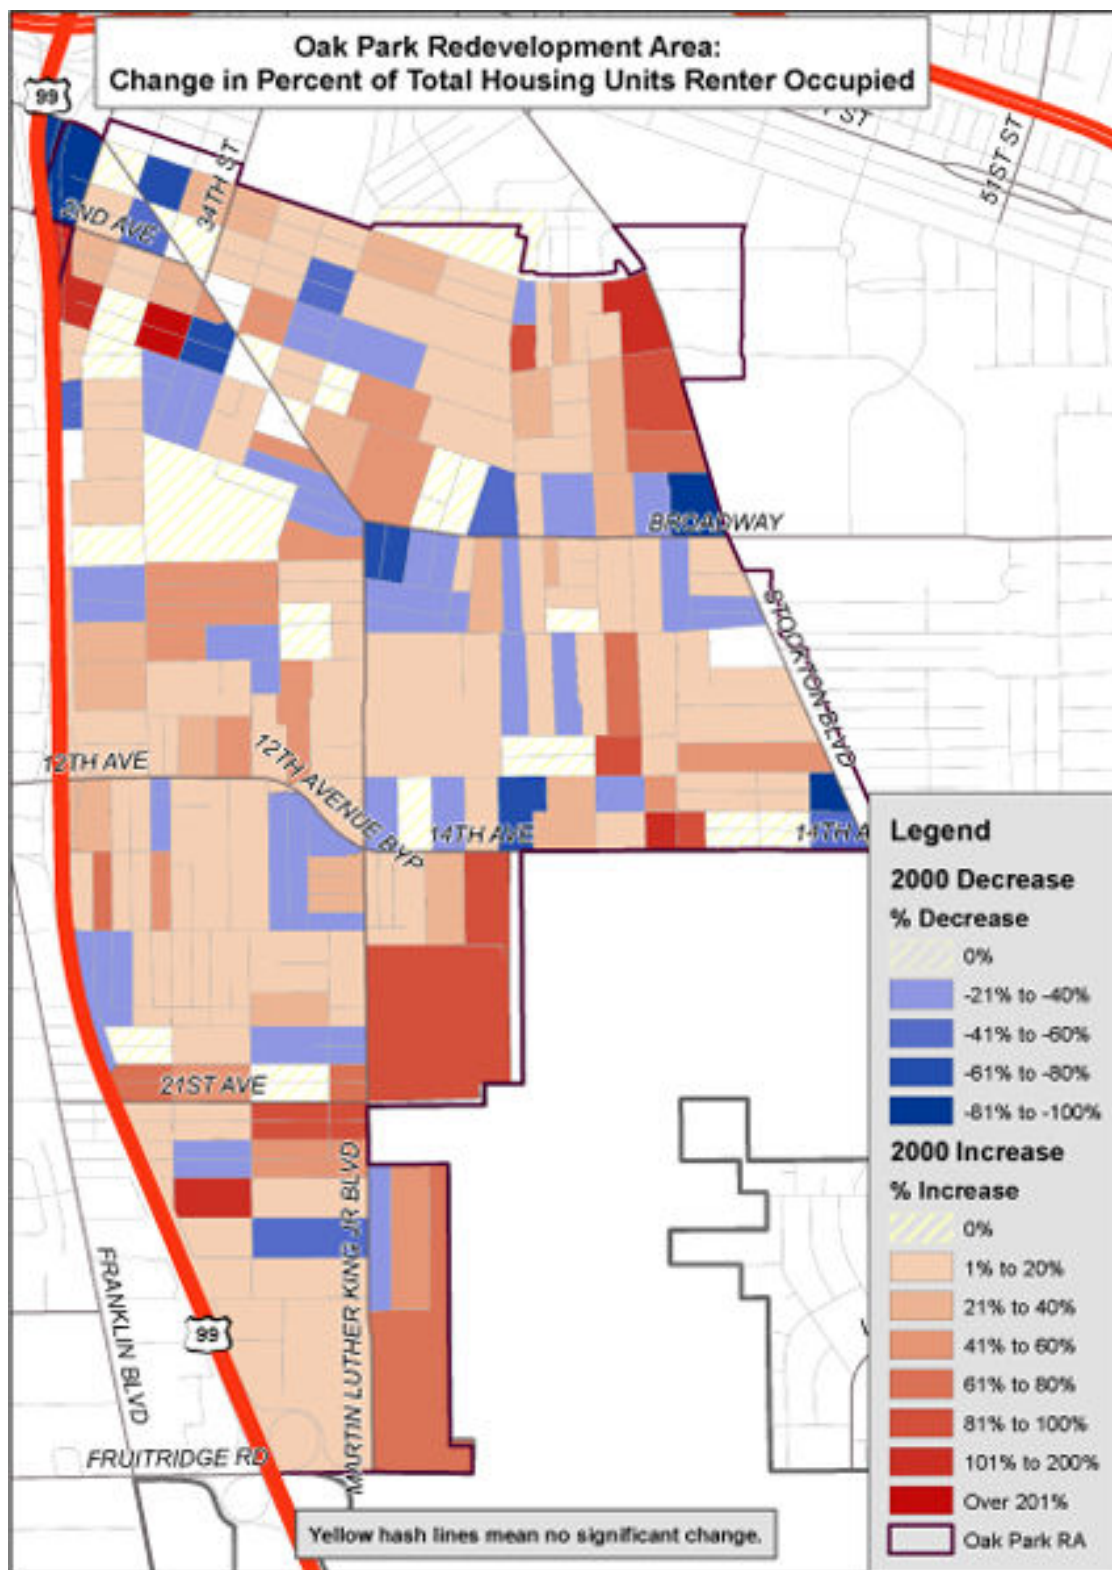 Oak Park Redevelopment Area:
Change in Percent of Total Housing Units Renter Occupied
99
ST
51ST ST
34TH ST
2ND AVE
BROADWAY
STOCKTON BLVD
12TH AVE
12TH AVENUE BYP
14TH AVE
14TH A
21ST AVE
MARTIN LUTHER KING JR BLVD
FRANKLIN BLVD
99
FRUITRIDGE RD
Legend
2000 Decrease
% Decrease
0%
-21% to -40%
-41% to -60%
-61% to -80%
-81% to -100%
2000 Increase
% Increase
0%
1% to 20%
21% to 40%
41% to 60%
61% to 80%
81% to 100%
101% to 200%
Over 201%
Oak Park RA
Yellow hash lines mean no significant change.